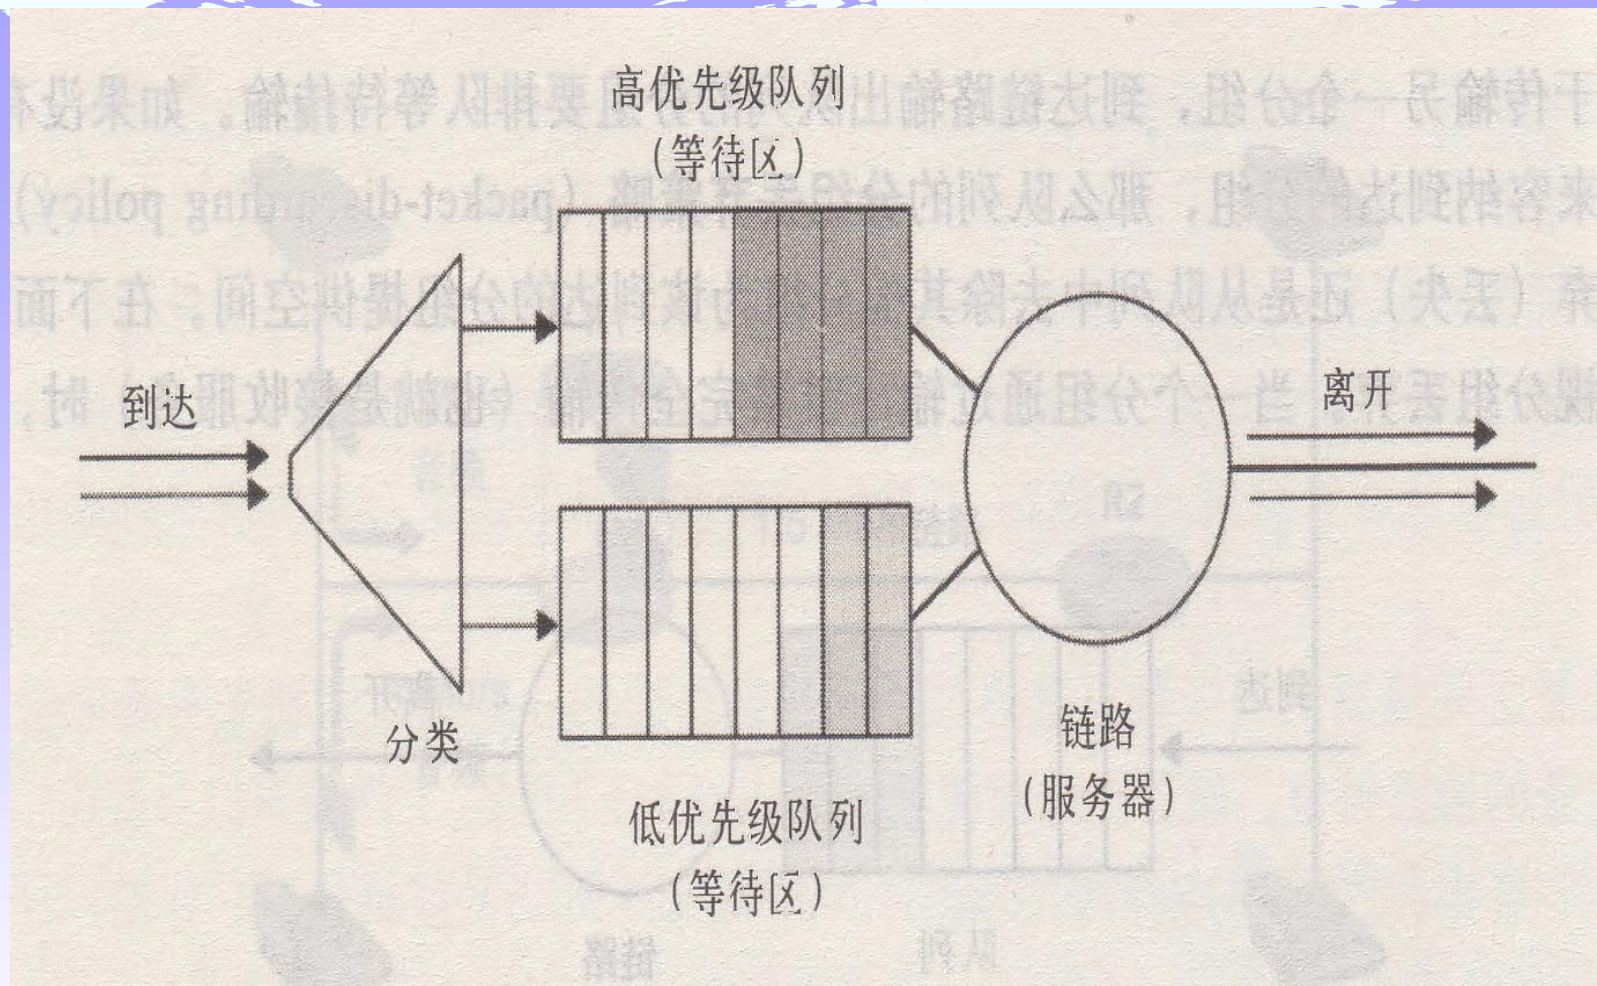 高优先级队列
(等待区)
到达
离开
分类
链路
(服务器)
低优先级队列
(等待区)